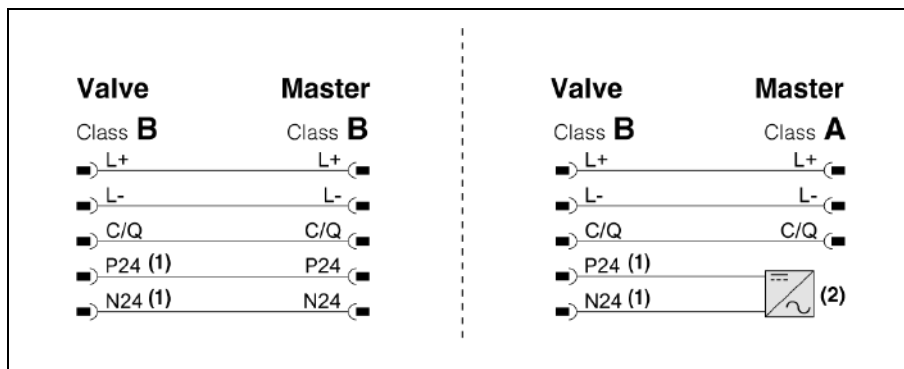 Valve Master
Class B Class B
L+ L+
L- L-
C/Q C/Q
P24 (1) P24
N24 (1) N24
Valve Master
Class B Class A
L+ L+
L- L-
C/Q C/Q
P24 (1)
N24 (1)
(2)